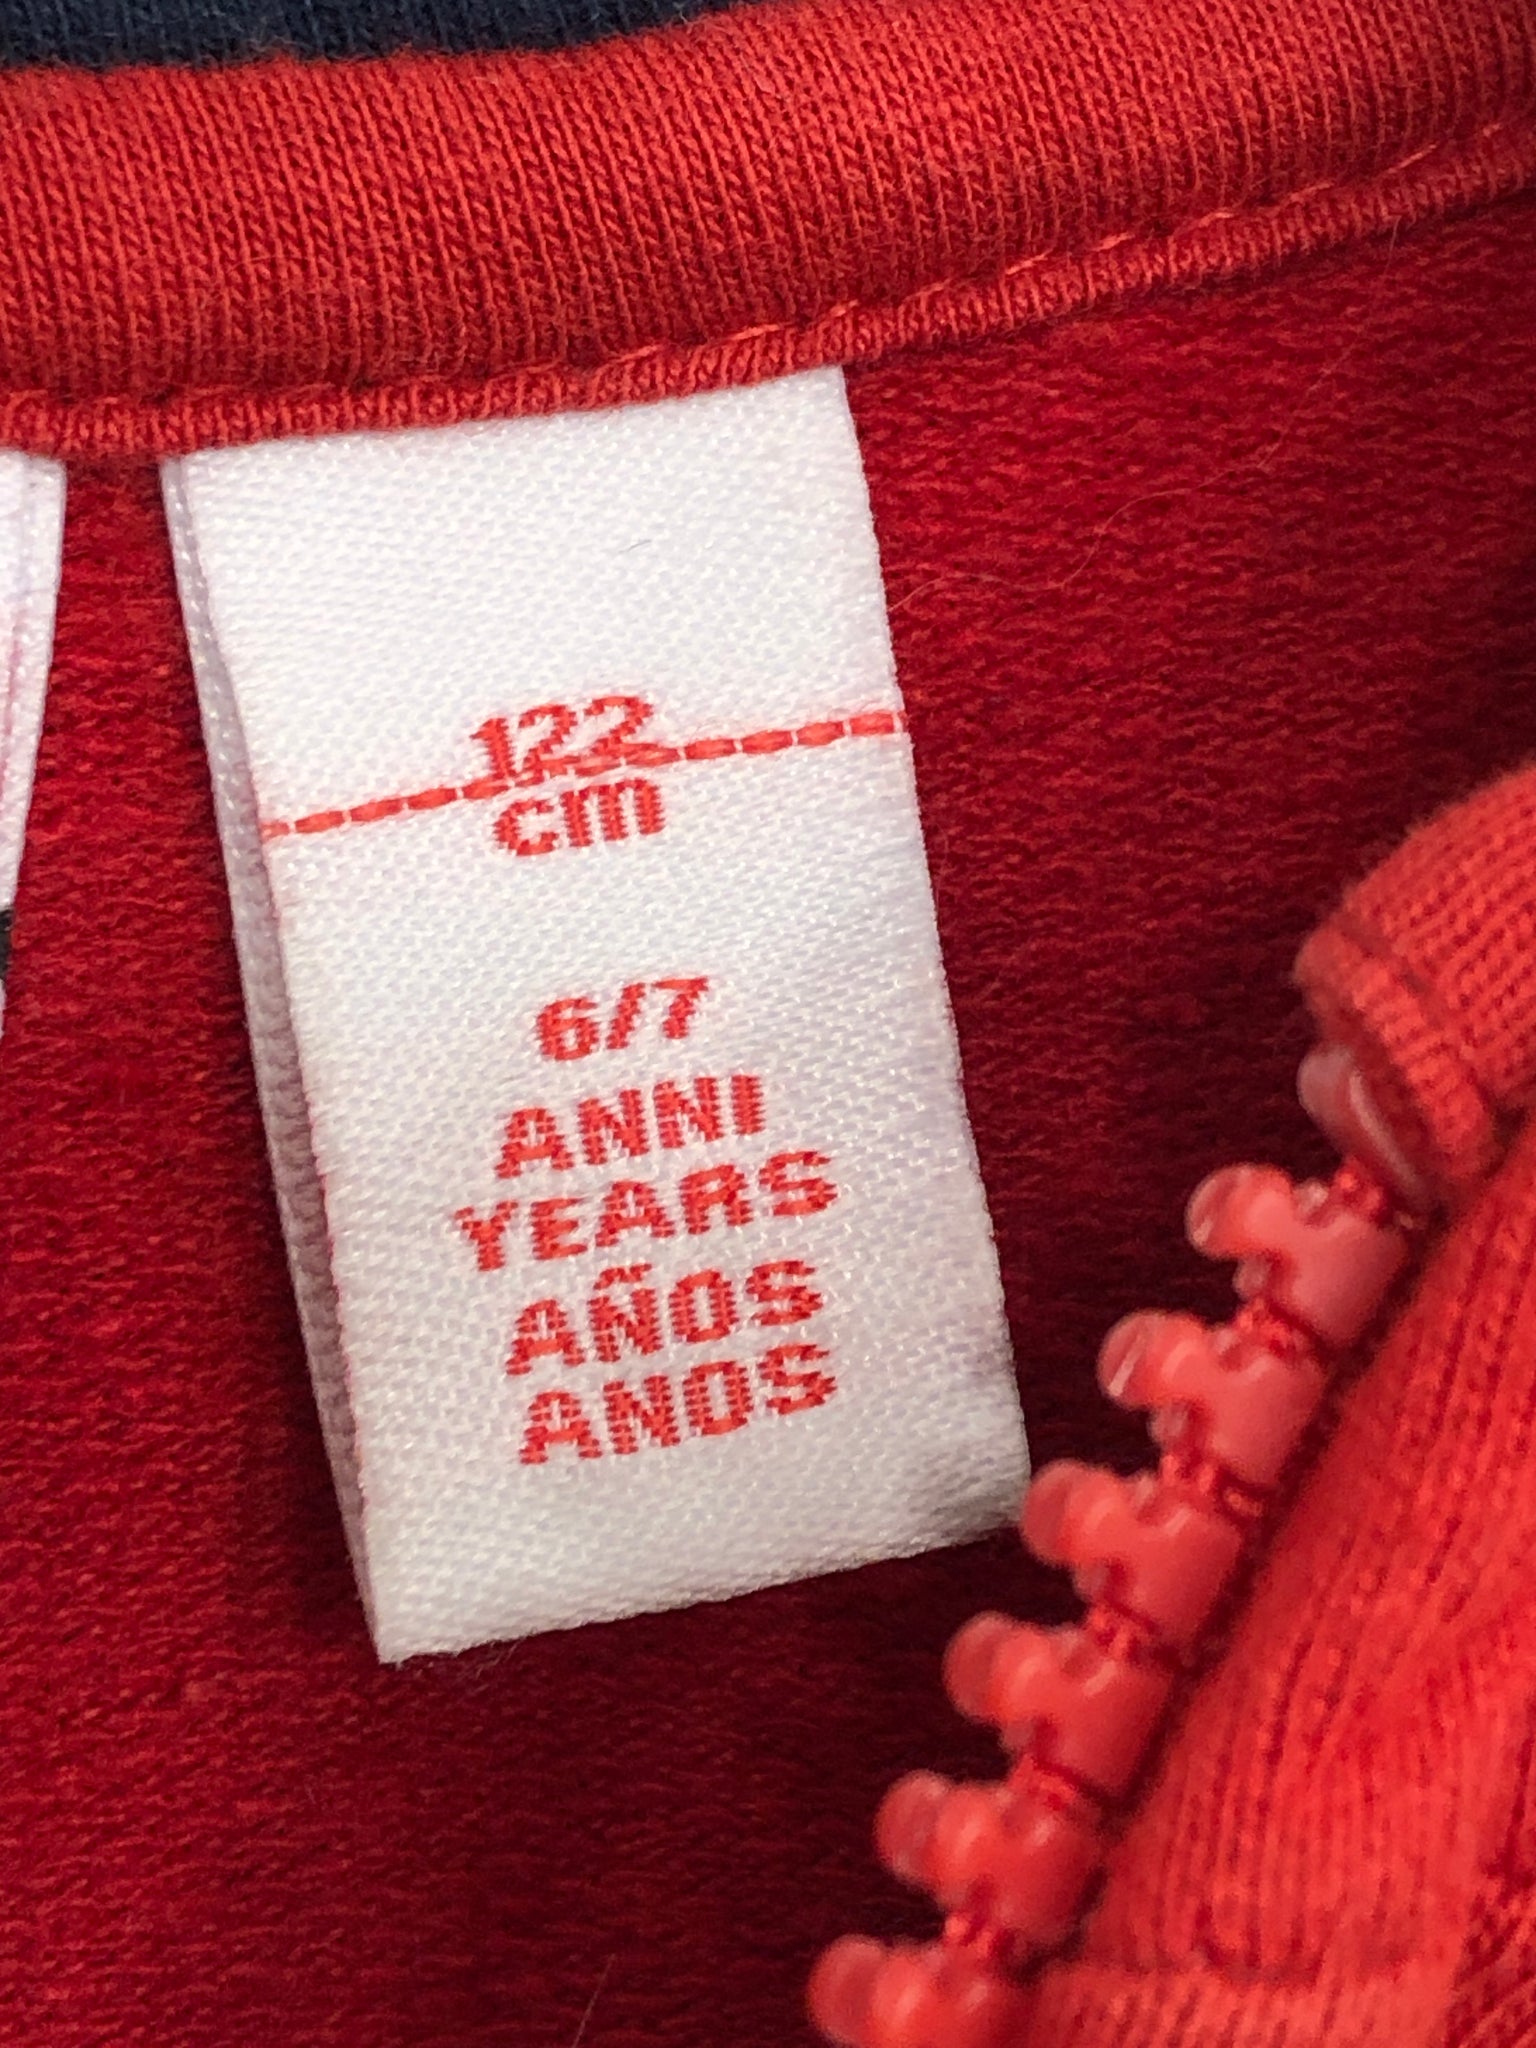 122
cm
6/7
ANNI
YEARS
AÑOS
ANOS